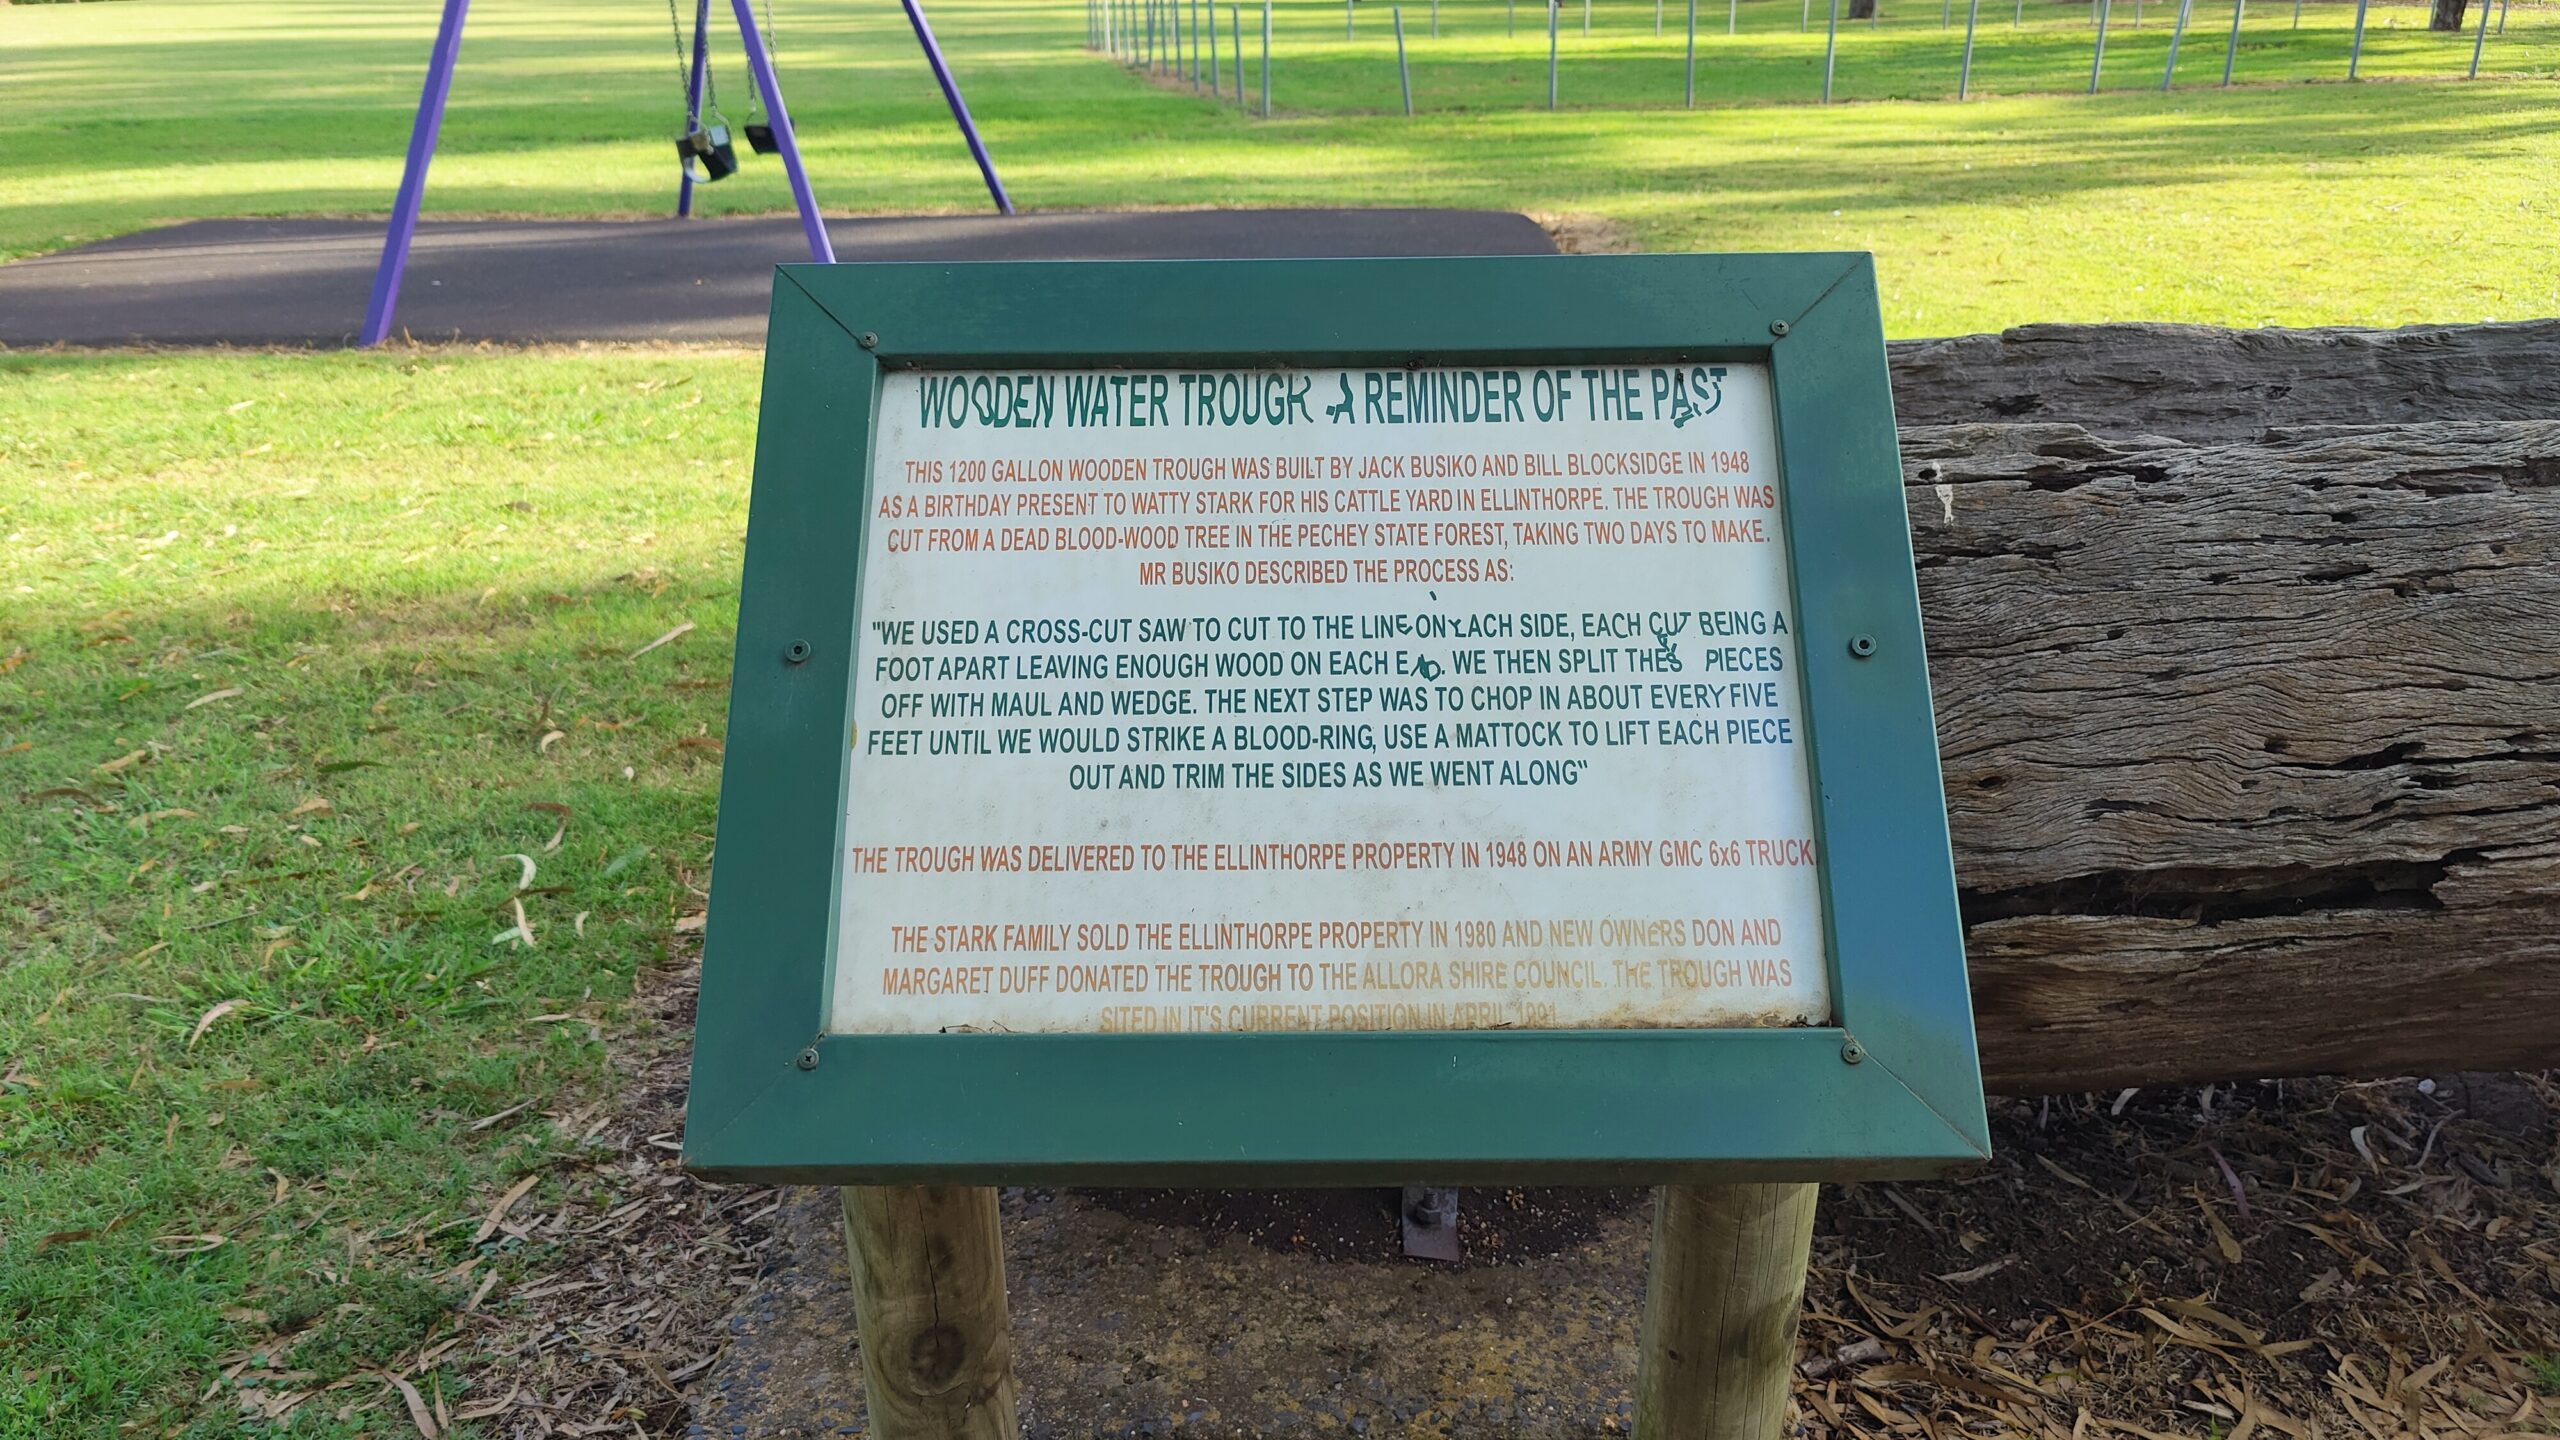 WOODEN WATER TROUGH - A REMINDER OF THE PAST
THIS 1200 GALLON WOODEN TROUGH WAS BUILT BY JACK BUSIKO AND BILL BLOCKSIDGE IN 1948
AS A BIRTHDAY PRESENT TO WATTY STARK FOR HIS CATTLE YARD IN ELLINTHORPE. THE TROUGH WAS
CUT FROM A DEAD BLOOD-WOOD TREE IN THE PECHEY STATE FOREST, TAKING TWO DAYS TO MAKE.
MR BUSIKO DESCRIBED THE PROCESS AS:
"WE USED A CROSS-CUT SAW TO CUT TO THE LINE ON EACH SIDE, EACH CUT BEING A
FOOT APART LEAVING ENOUGH WOOD ON EACH END. WE THEN SPLIT THES PIECES
OFF WITH MAUL AND WEDGE. THE NEXT STEP WAS TO CHOP IN ABOUT EVERY FIVE
FEET UNTIL WE WOULD STRIKE A BLOOD-RING, USE A MATTOCK TO LIFT EACH PIECE
OUT AND TRIM THE SIDES AS WE WENT ALONG"
THE TROUGH WAS DELIVERED TO THE ELLINTHORPE PROPERTY IN 1948 ON AN ARMY GMC 6x6 TRUCK.
THE STARK FAMILY SOLD THE ELLINTHORPE PROPERTY IN 1980 AND NEW OWNERS DON AND
MARGARET DUFF DONATED THE TROUGH TO THE ALLORA SHIRE COUNCIL. THE TROUGH WAS
SITED IN IT'S CURRENT POSITION IN APRIL 1991